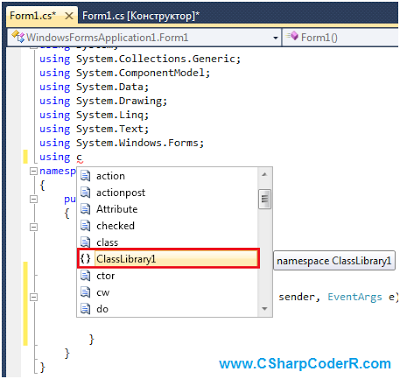 Form1.cs* Form1.cs [Конструктор]*
WindowsFormsApplication1.Form1 Form1()
using System;
using System.Collections.Generic;
using System.ComponentModel;
using System.Data;
using System.Drawing;
using System.Linq;
using System.Text;
using System.Windows.Forms;
using c
namesp
{
pu
{
action
actionpost
Attribute
checked
class
{} ClassLibrary1
namespace ClassLibrary1
ctor
cw
do
sender, EventArgs e)
}
}
}
www.CSharpCoderR.com